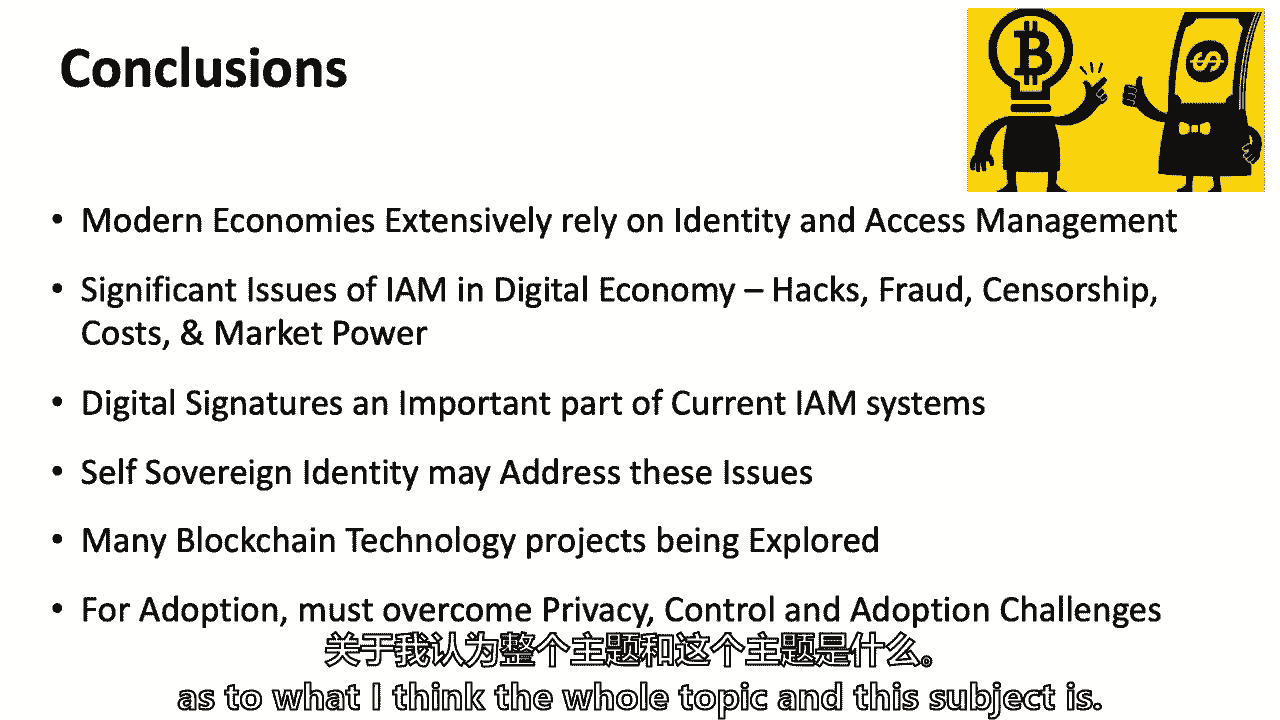 Conclusions
• Modern Economies Extensively rely on Identity and Access Management
• Significant Issues of IAM in Digital Economy – Hacks, Fraud, Censorship,
Costs, & Market Power
• Digital Signatures an Important part of Current IAM systems
• Self Sovereign Identity may Address these Issues
• Many Blockchain Technology projects being Explored
• For Adoption, must overcome Privacy, Control and Adoption Challenges
关于我认为整个主题和这个主题是什么。
as to what I think the whole topic and this subject is.